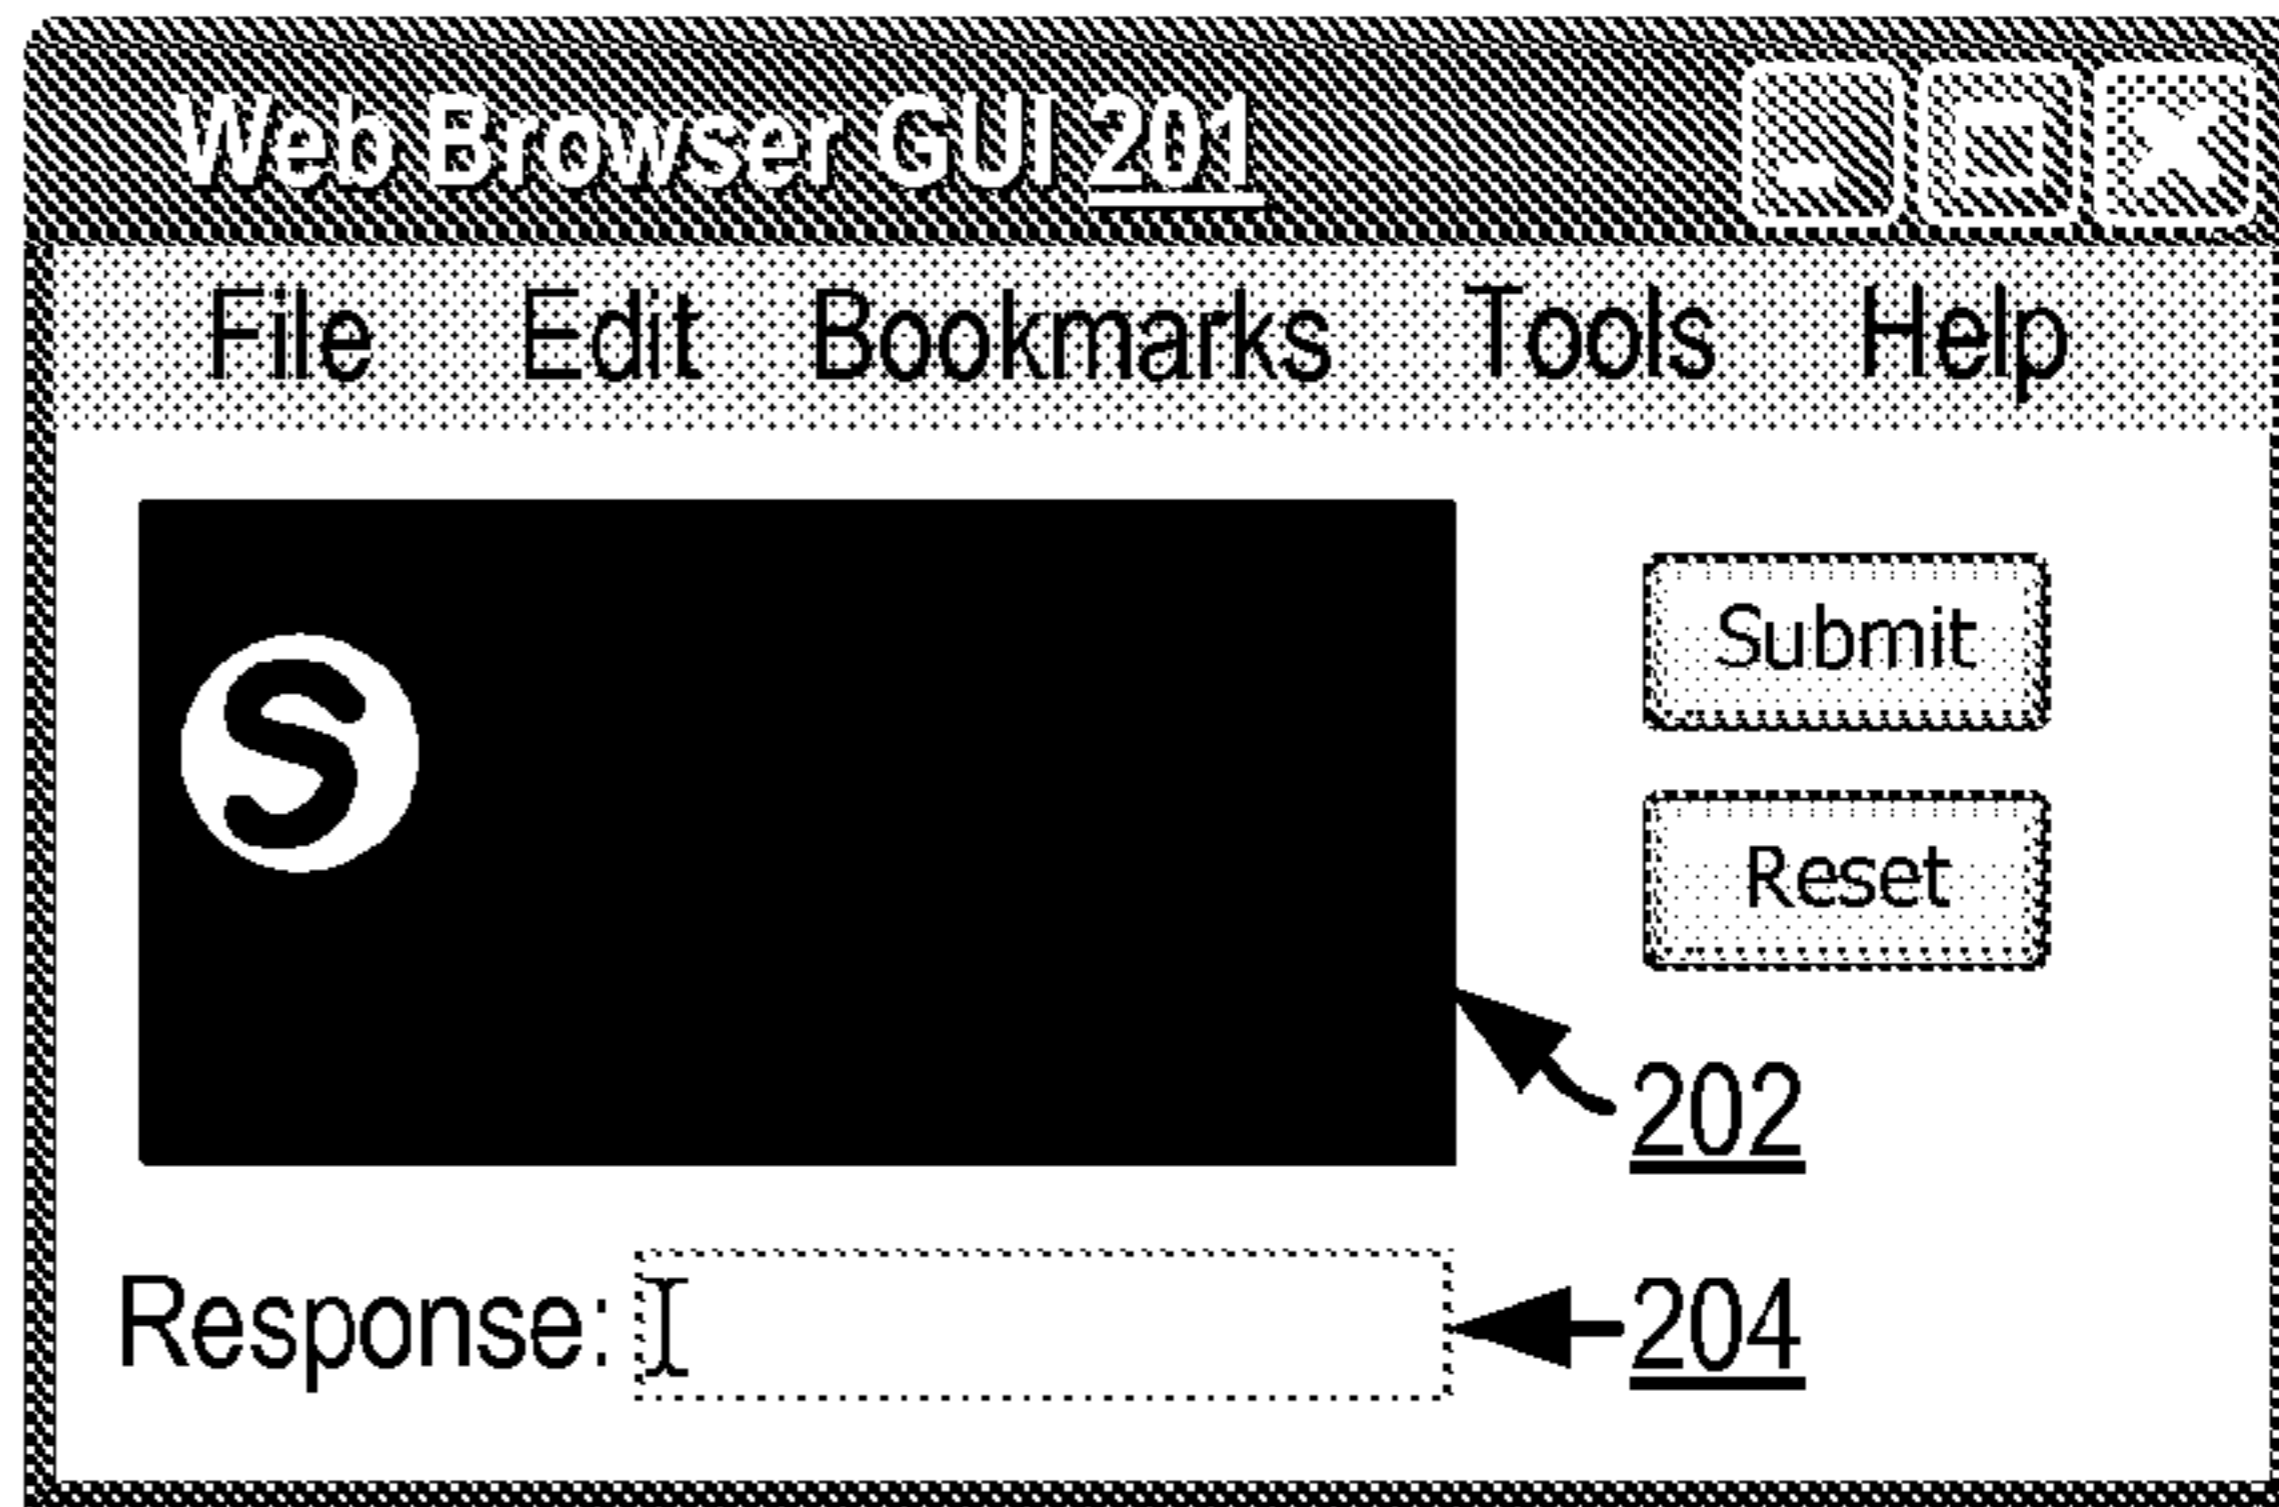 Web Browser GUI 201
File Edit Bookmarks Tools Help
S
Submit
Reset
202
Response:
204